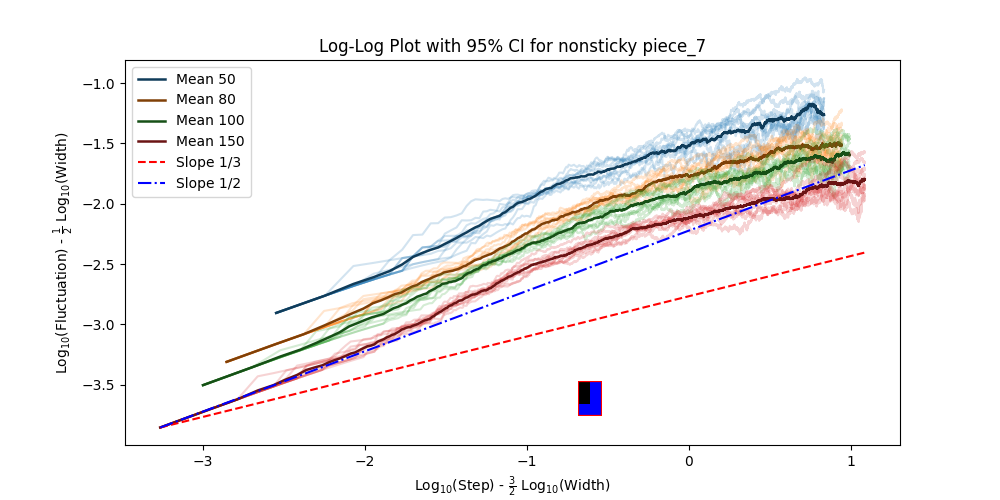 Log-Log Plot with 95% CI for nonsticky piece_7
Mean 50
Mean 80
Mean 100
Mean 150
Slope 1/3
Slope 1/2
−1.0
−1.5
−2.0
−2.5
−3.0
−3.5
Log₁₀(Fluctuation) - ½ Log₁₀(Width)
−3
−2
−1
0
1
Log₁₀(Step) - 3/2 Log₁₀(Width)